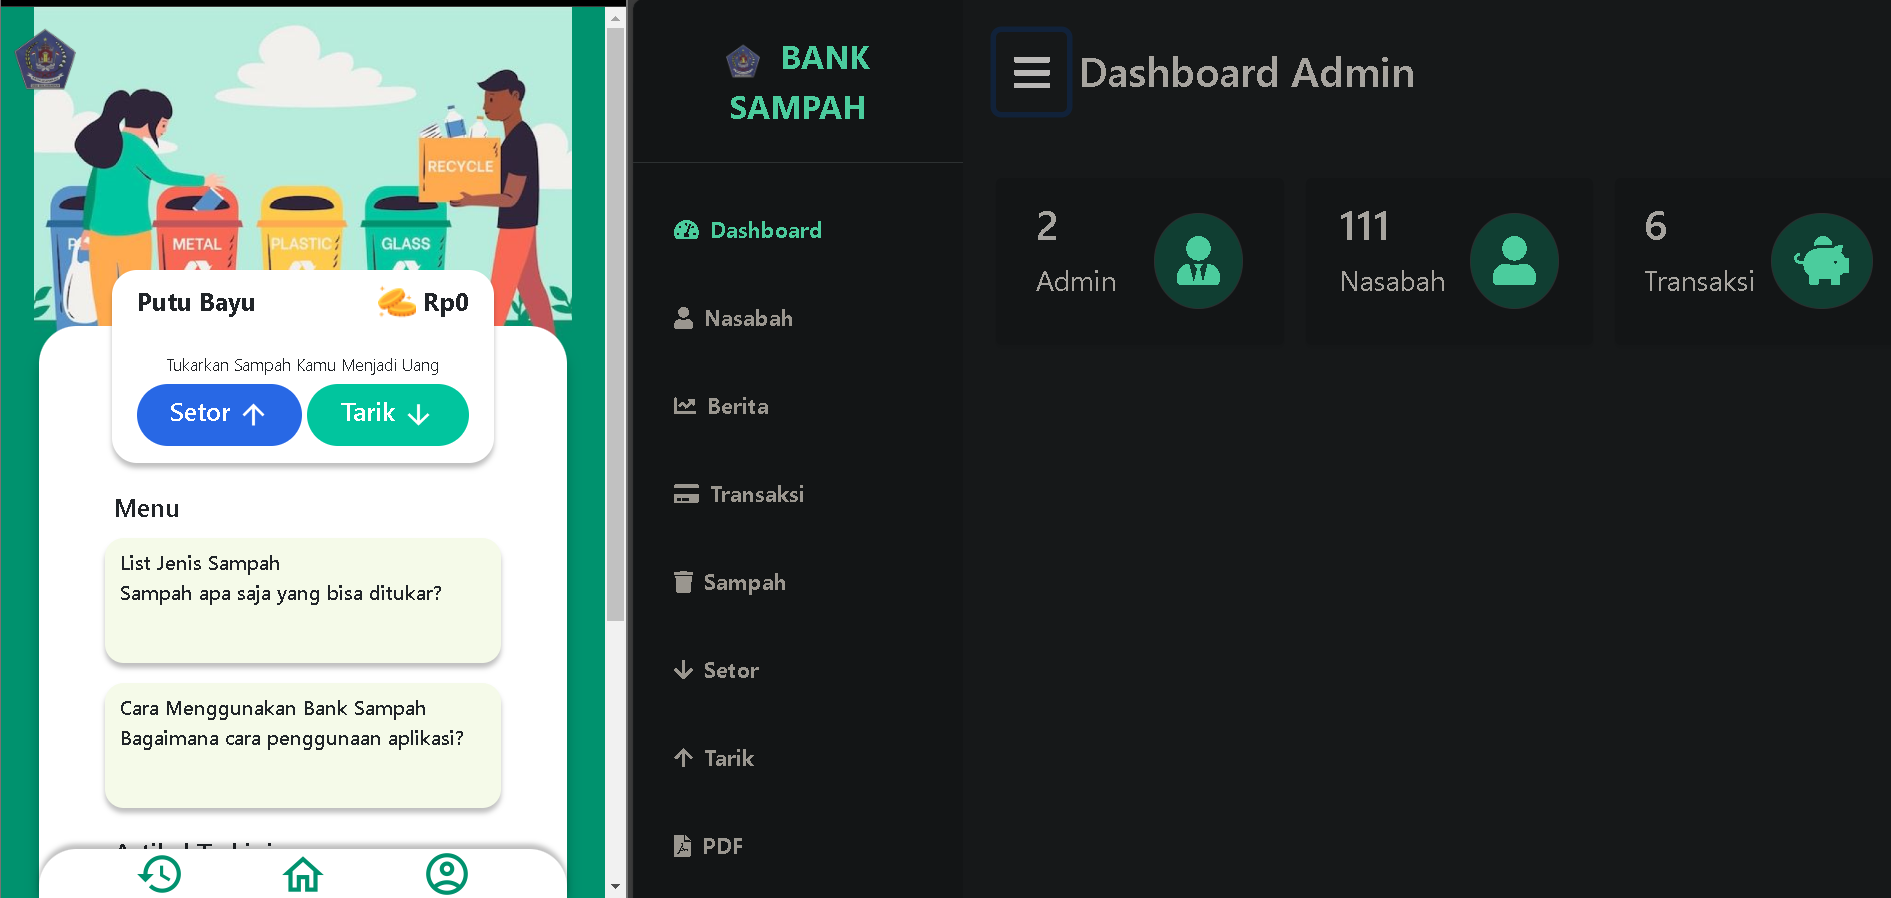 RECYCLE
METAL
PLASTIC
GLASS
Putu Bayu
Rp0
Tukarkan Sampah Kamu Menjadi Uang
Setor
Tarik
Menu
List Jenis Sampah
Sampah apa saja yang bisa ditukar?
Cara Menggunakan Bank Sampah
Bagaimana cara penggunaan aplikasi?
BANK
SAMPAH
Dashboard
Nasabah
Berita
Transaksi
Sampah
Setor
Tarik
PDF
Dashboard Admin
2
Admin
111
Nasabah
6
Transaksi